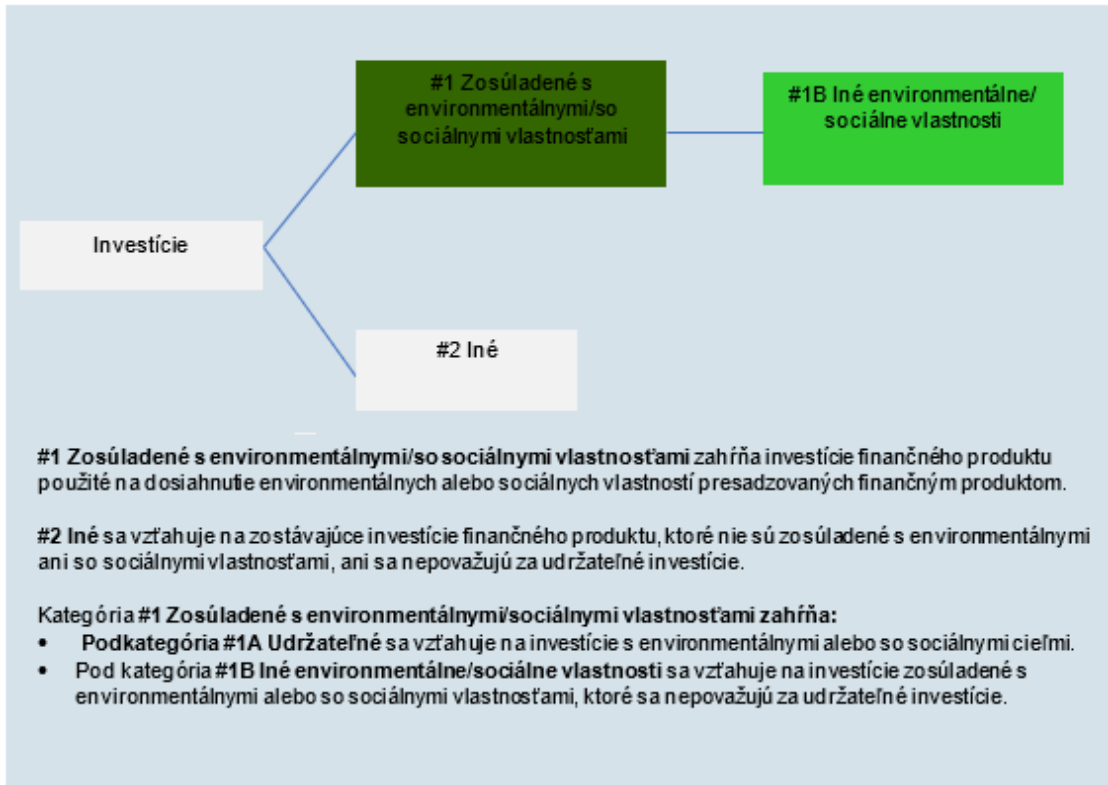 #1 Zosúladené s
environmentálnymi/so
sociálnymi vlastnosťami
#1B Iné environmentálne/
sociálne vlastnosti
Investície
#2 Iné
#1 Zosúladené s environmentálnymi/so sociálnymi vlastnosťami zahŕňa investície finančného produktu
použité na dosiahnutie environmentálnych alebo sociálnych vlastností presadzovaných finančným produktom.
#2 Iné sa vzťahuje na zostávajúce investície finančného produktu, ktoré nie sú zosúladené s environmentálnymi
ani so sociálnymi vlastnosťami, ani sa nepovažujú za udržateľné investície.
Kategória #1 Zosúladené s environmentálnymi/sociálnymi vlastnosťami zahŕňa:
• Podkategória #1A Udržateľné sa vzťahuje na investície s environmentálnymi alebo so sociálnymi cieľmi.
• Pod kategória #1B Iné environmentálne/sociálne vlastnosti sa vzťahuje na investície zosúladené s
environmentálnymi alebo so sociálnymi vlastnosťami, ktoré sa nepovažujú za udržateľné investície.